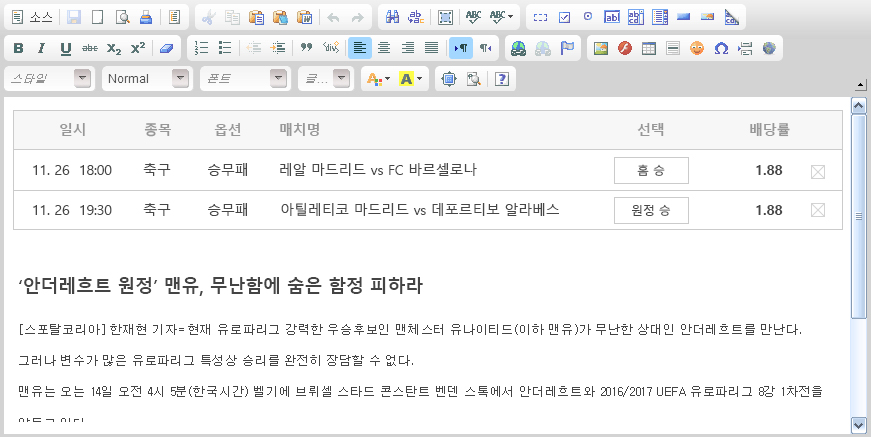 소스
B I U abc x₂ x²
스타일 Normal 폰트 글...
일시 종목 옵션 매치명 선택 배당률
11. 26 18:00 축구 승무패 레알 마드리드 vs FC 바르셀로나 홈 승 1.88
11. 26 19:30 축구 승무패 아틸레티코 마드리드 vs 데포르티보 알라베스 원정 승 1.88
‘안더레흐트 원정’ 맨유, 무난함에 숨은 함정 피하라
[스포탈코리아] 한재현 기자= 현재 유로파리그 강력한 우승후보인 맨체스터 유나이티드(이하 맨유)가 무난한 상대인 안더레흐트를 만난다.
그러나 변수가 많은 유로파리그 특성상 승리를 완전히 장담할 수 없다.
맨유는 오는 14일 오전 4시 5분(한국시간) 벨기에 브뤼셀 스타드 콘스탄트 벤덴 스톡에서 안더레흐트와 2016/2017 UEFA 유로파리그 8강 1차전을